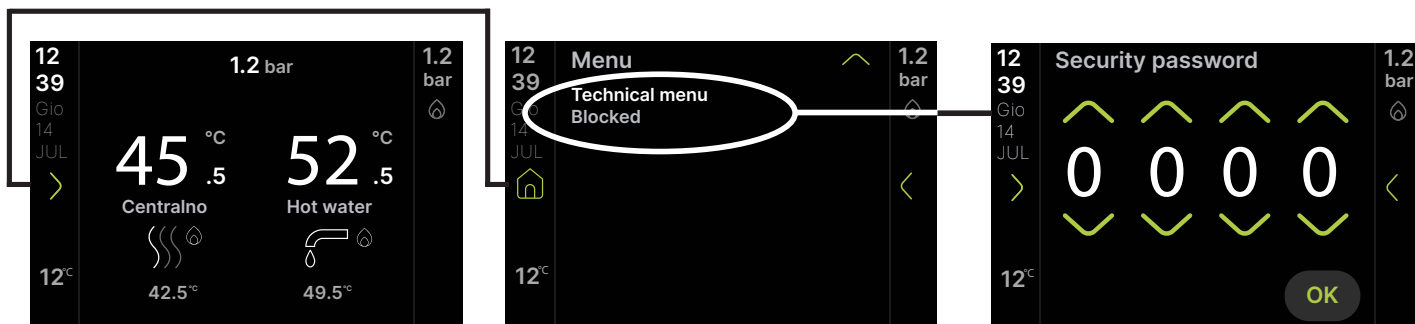 12
39
Gio
14
JUL
12°C
1.2 bar
45.5 °C
Centralno
42.5°C
52.5 °C
Hot water
49.5°C
1.2
bar
12
39
14
JUL
12°C
Menu
Technical menu
Blocked
1.2
bar
12
39
Gio
14
JUL
12°C
Security password
0 0 0 0
OK
1.2
bar